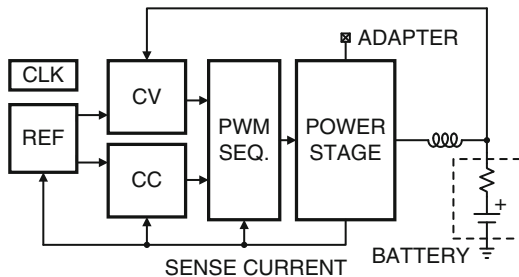 ADAPTER
CLK
CV
REF
PWM
SEQ.
POWER
STAGE
CC
+
SENSE CURRENT
BATTERY